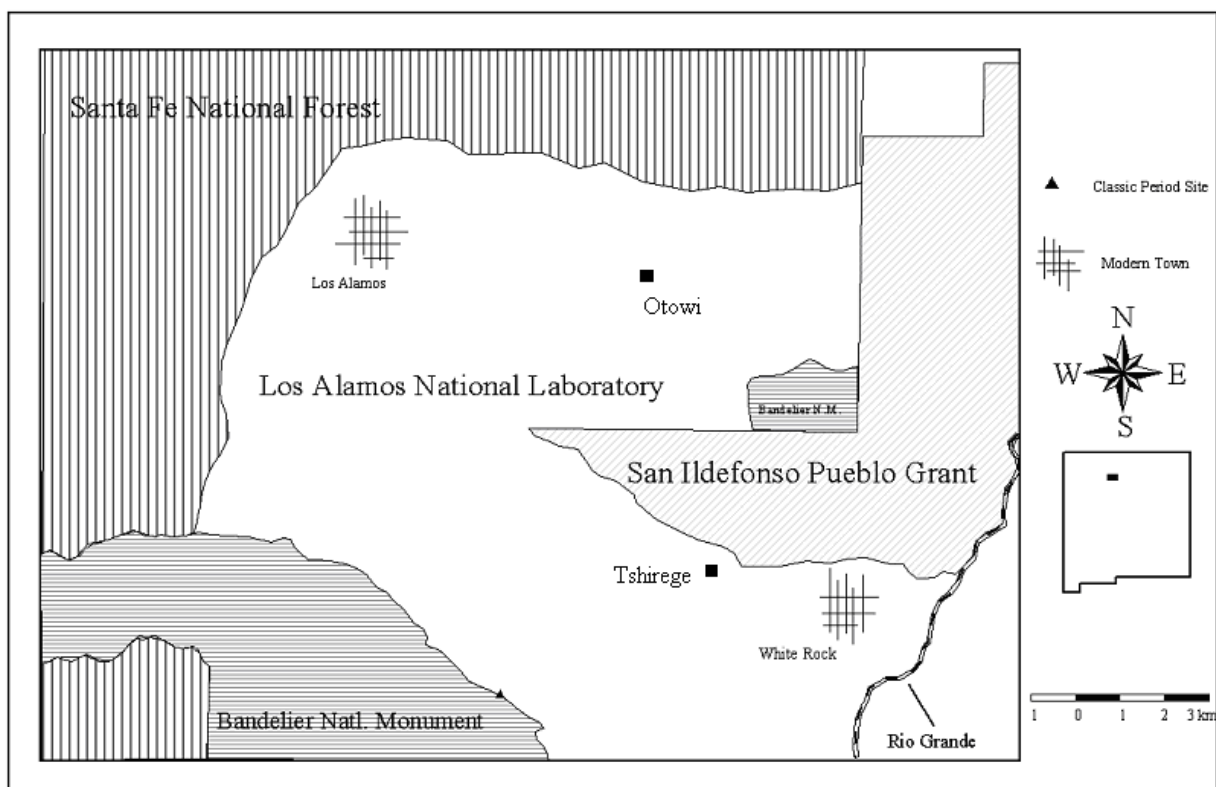 Santa Fe National Forest
Classic Period Site
Modern Town
Los Alamos
Otowi
N
W E
S
Los Alamos National Laboratory
Bandelier N.M.
San Ildefonso Pueblo Grant
Tshirege
White Rock
Bandelier Natl. Monument
Rio Grande
1 0 1 2 3 km